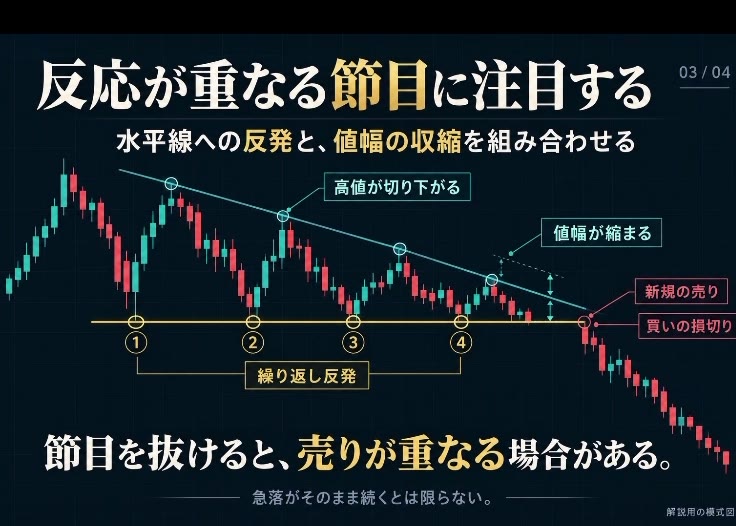 反応が重なる節目に注目する
03 / 04
水平線への反発と、値幅の収縮を組み合わせる
高値が切り下がる
値幅が縮まる
新規の売り
買いの損切り
1
2
3
4
繰り返し反発
節目を抜けると、売りが重なる場合がある。
急落がそのまま続くとは限らない。
解説用の模式図